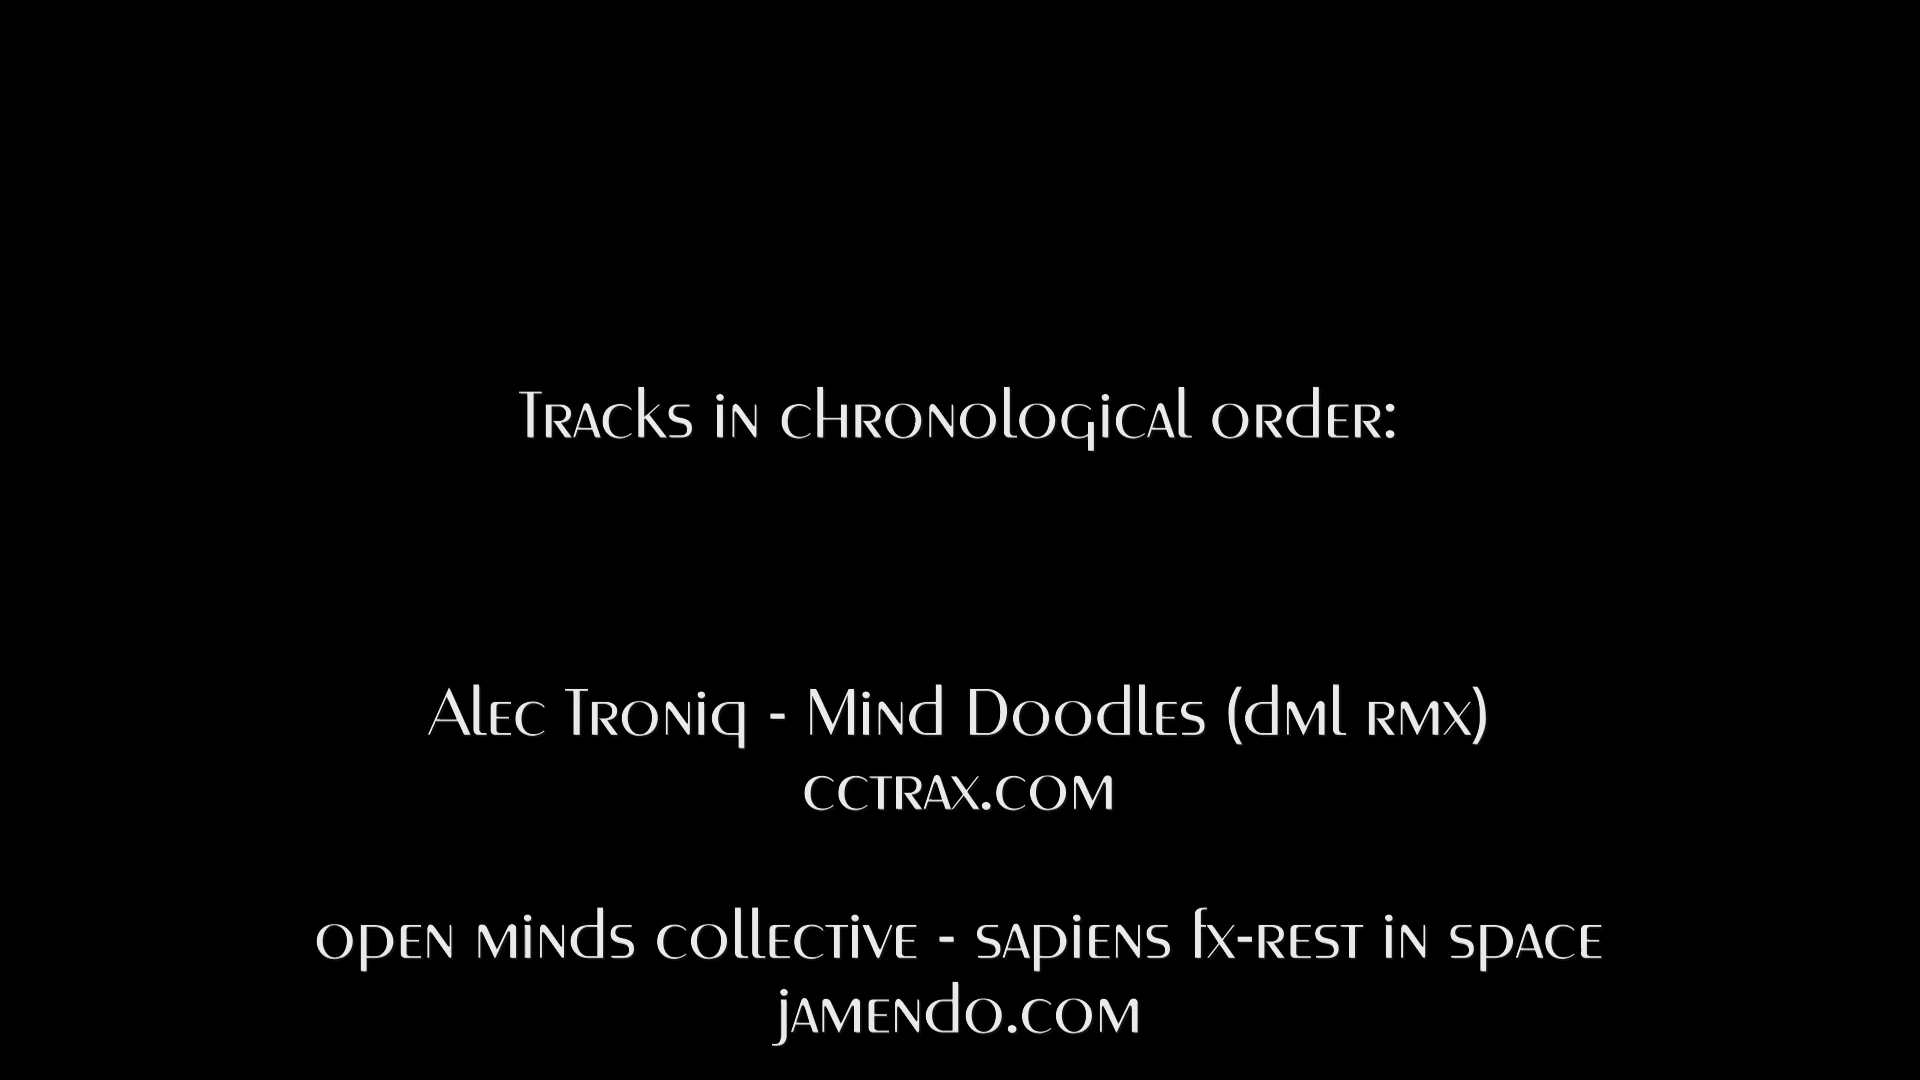 Tracks in chronological order:
Alec Troniq - Mind Doodles (dml rmx)
cctrax.com
open minds collective - sapiens fx-rest in space
jamendo.com